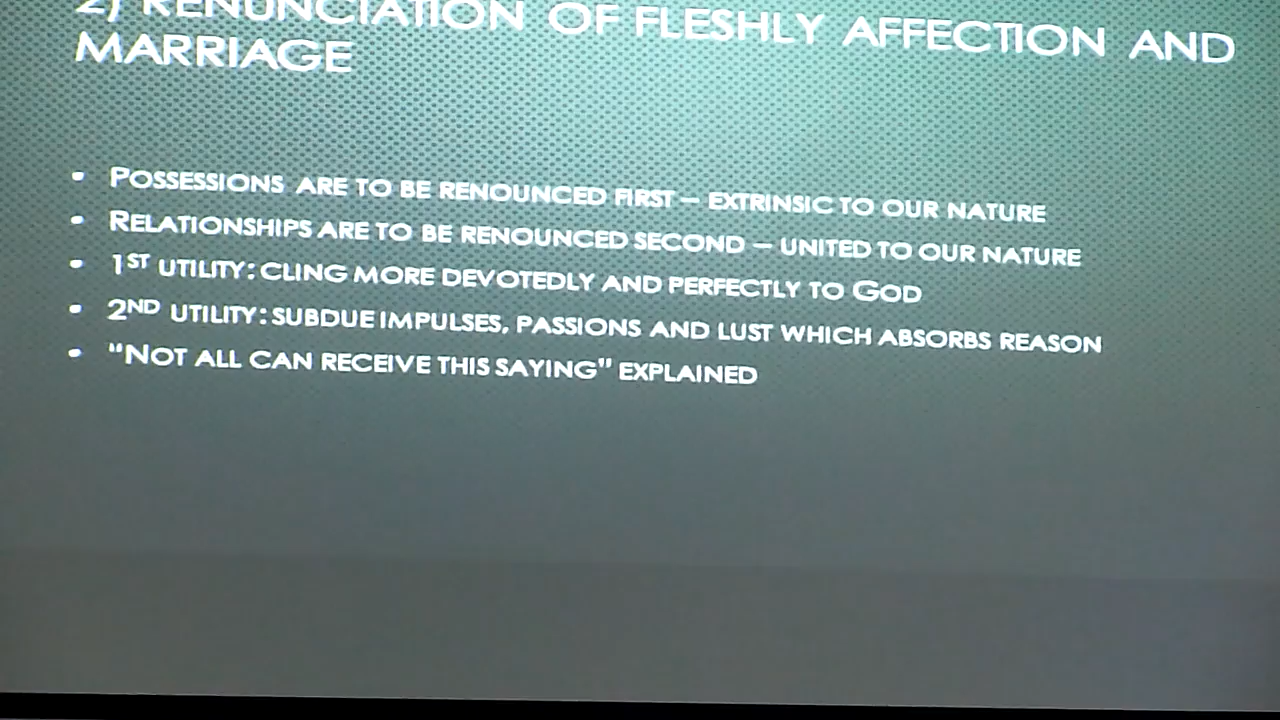 2) RENUNCIATION OF FLESHLY AFFECTION AND
MARRIAGE
• POSSESSIONS ARE TO BE RENOUNCED FIRST – EXTRINSIC TO OUR NATURE
• RELATIONSHIPS ARE TO BE RENOUNCED SECOND – UNITED TO OUR NATURE
• 1ST UTILITY: CLING MORE DEVOTEDLY AND PERFECTLY TO GOD
• 2ND UTILITY: SUBDUE IMPULSES, PASSIONS AND LUST WHICH ABSORBS REASON
• “NOT ALL CAN RECEIVE THIS SAYING” EXPLAINED